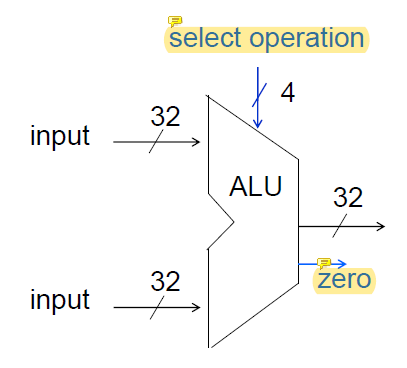 select operation
4
32
input
ALU
32
32
input
zero